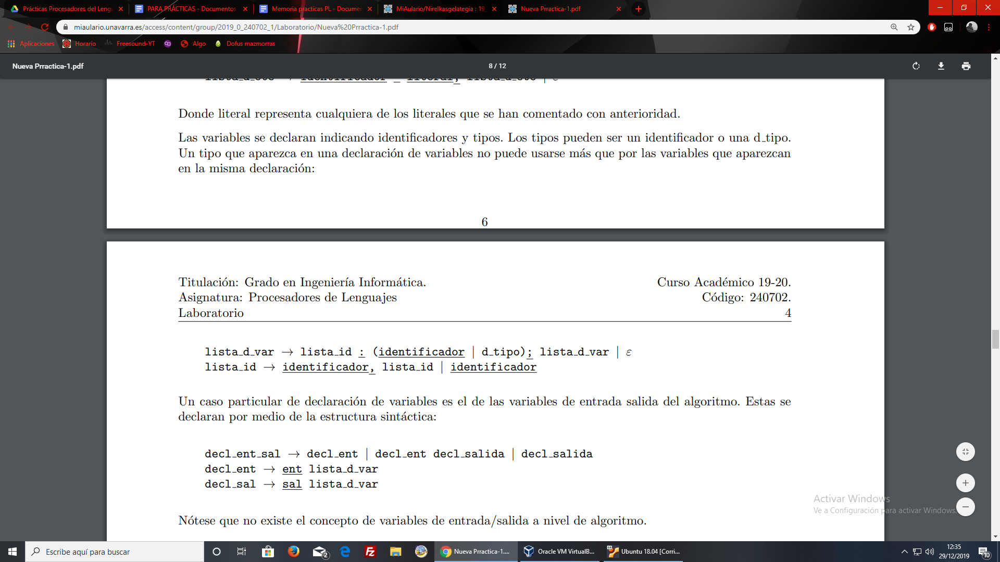 Prácticas Procesadores del Lengu
PARA PRÁCTICAS - Documentos
Memoria practicas PL - Documen
MiAulario/Nirelkasgelategia : 19_
Nueva Prractica-1.pdf
miaulario.unavarra.es/access/content/group/2019_0_240702_1/Laboratorio/Nueva%20Prractica-1.pdf
Aplicaciones
Horario
Freesound-YT
Algo
Dofus mazmorras
Nueva Prractica-1.pdf
8 / 12
Donde literal representa cualquiera de los literales que se han comentado con anterioridad.
Las variables se declaran indicando identificadores y tipos. Los tipos pueden ser un identificador o una d_tipo.
Un tipo que aparezca en una declaración de variables no puede usarse más que por las variables que aparezcan
en la misma declaración:
6
Titulación: Grado en Ingeniería Informática.
Curso Académico 19-20.
Asignatura: Procesadores de Lenguajes
Código: 240702.
Laboratorio
4
lista_d_var → lista_id : (identificador | d_tipo); lista_d_var | ε
lista_id → identificador, lista_id | identificador
Un caso particular de declaración de variables es el de las variables de entrada salida del algoritmo. Estas se
declaran por medio de la estructura sintáctica:
decl_ent_sal → decl_ent | decl_ent decl_salida | decl_salida
decl_ent → ent lista_d_var
decl_sal → sal lista_d_var
Nótese que no existe el concepto de variables de entrada/salida a nivel de algoritmo.
Activar Windows
Ve a Configuración para activar Windows.
Escribe aquí para buscar
2
Nueva Prractica-1....
Oracle VM VirtualB...
64
Ubuntu 18.04 [Corri...
12:35
29/12/2019
10